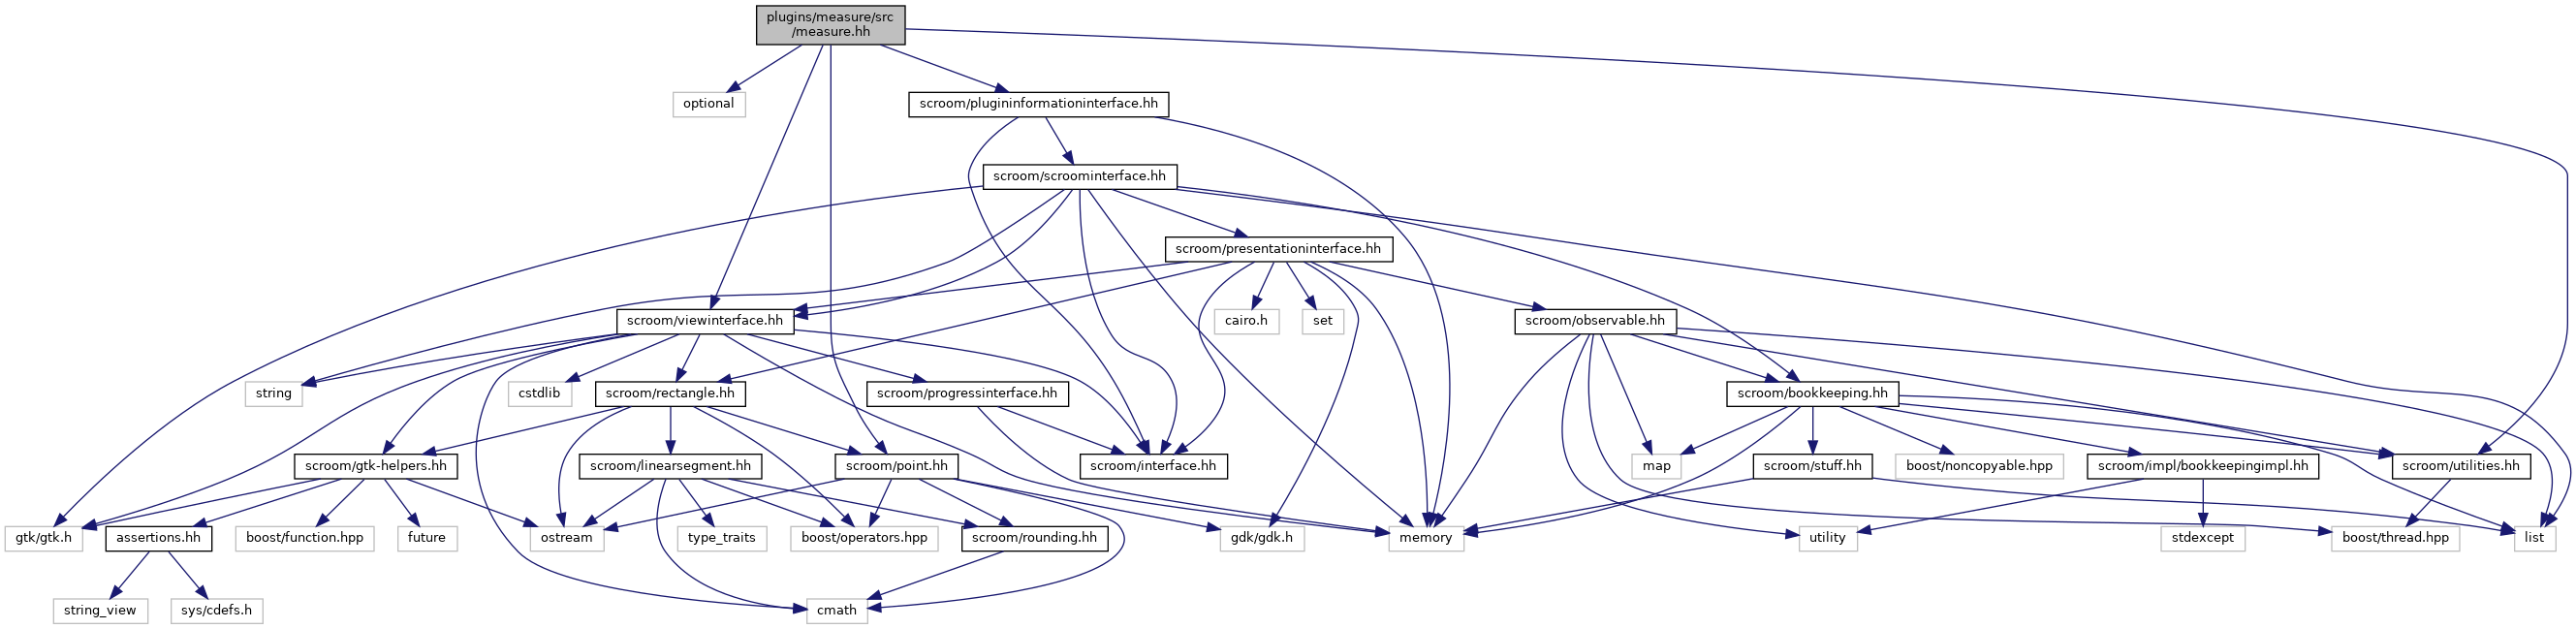 plugins/measure/src
/measure.hh
optional
scroom/plugininformationinterface.hh
scroom/scroominterface.hh
scroom/presentationinterface.hh
scroom/viewinterface.hh
cairo.h
set
scroom/observable.hh
string
cstdlib
scroom/rectangle.hh
scroom/progressinterface.hh
scroom/bookkeeping.hh
scroom/gtk-helpers.hh
scroom/linearsegment.hh
scroom/point.hh
scroom/interface.hh
map
scroom/stuff.hh
boost/noncopyable.hpp
scroom/impl/bookkeepingimpl.hh
scroom/utilities.hh
gtk/gtk.h
assertions.hh
boost/function.hpp
future
ostream
type_traits
boost/operators.hpp
scroom/rounding.hh
gdk/gdk.h
memory
utility
stdexcept
boost/thread.hpp
list
string_view
sys/cdefs.h
cmath